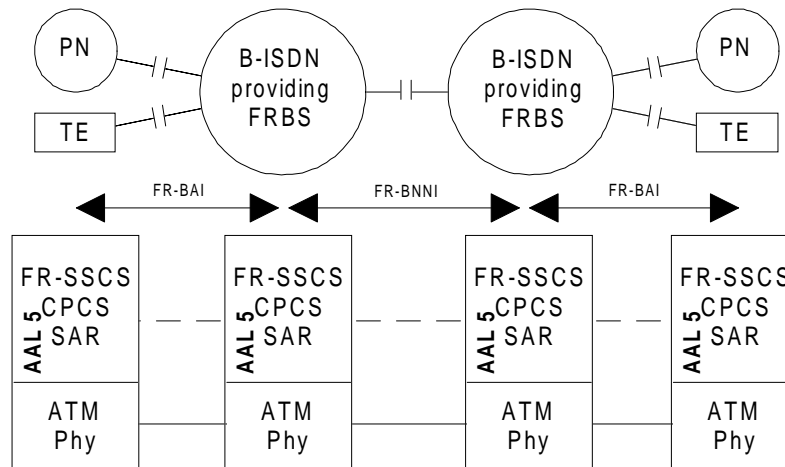 PN
B-ISDN
providing
FRBS
B-ISDN
providing
FRBS
PN
TE
TE
FR-BAI
FR-BNNI
FR-BAI
FR-SSCS
CPCS
SAR
AAL 5
ATM
Phy
FR-SSCS
CPCS
SAR
AAL 5
ATM
Phy
FR-SSCS
CPCS
SAR
AAL 5
ATM
Phy
FR-SSCS
CPCS
SAR
AAL 5
ATM
Phy